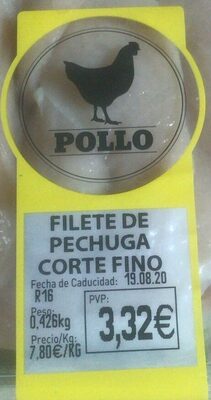 POLLO
FILETE DE
PECHUGA
CORTE FINO
Fecha de Caducidad: 19.08.20
R16
Peso:
0,426kg
Precio/Kg:
7,80€/KG
PVP:
3,32€